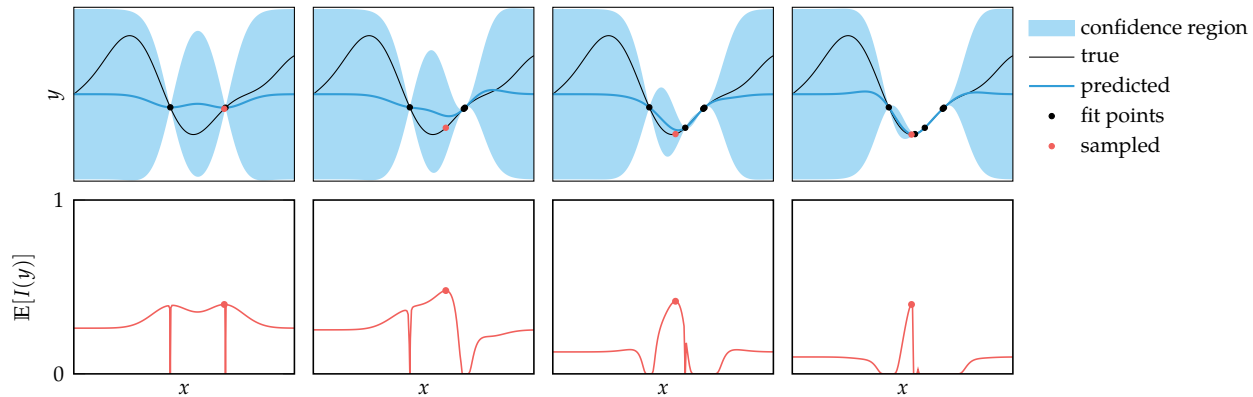 y
confidence region
true
predicted
fit points
sampled
1
𝔼[I(y)]
0
x
x
x
x